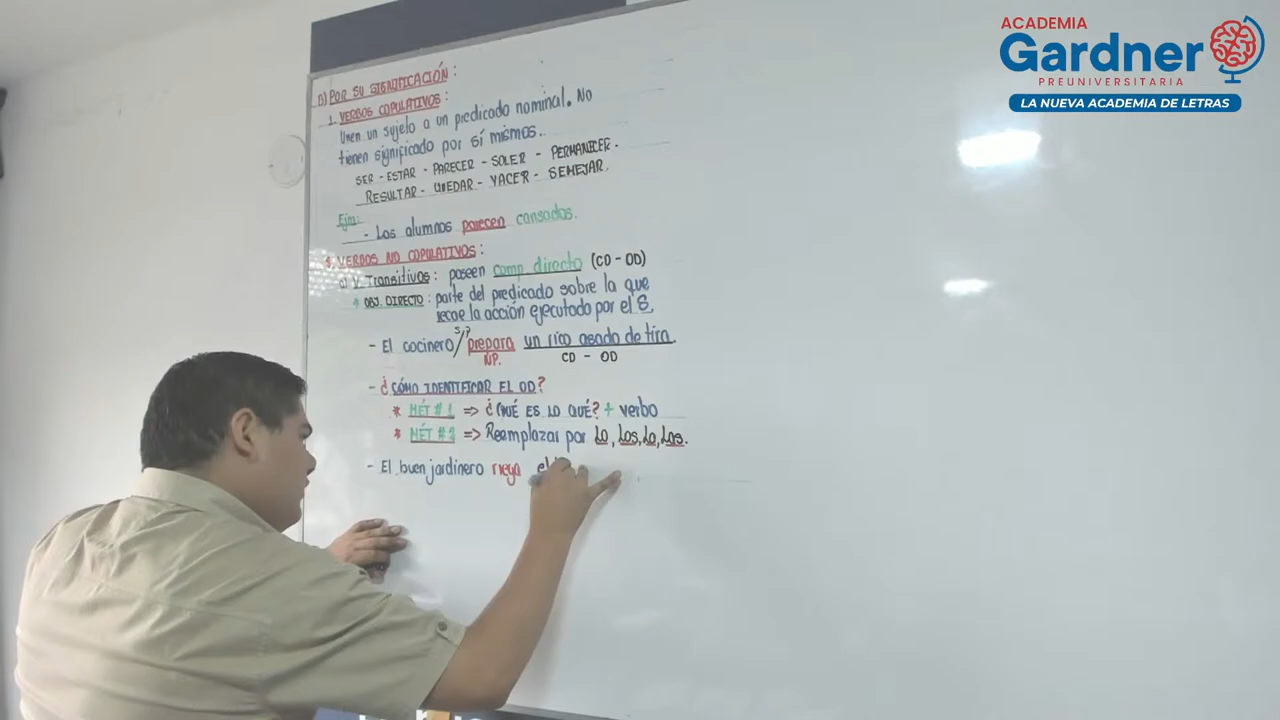 ACADEMIA
Gardner
PREUNIVERSITARIA
LA NUEVA ACADEMIA DE LETRAS
B) POR SU SIGNIFICACIÓN:
1. VERBOS COPULATIVOS:
Unen un sujeto a un predicado nominal. No
tienen significado por sí mismos.
SER - ESTAR - PARECER - SOLER - PERMANECER.
RESULTAR - QUEDAR - YACER - SEMEJAR.
Ejm:
- Los alumnos parecen cansados.
VERBOS NO COPULATIVOS:
a) V. Transitivos: poseen comp. directo (CD - OD)
* OBJ. DIRECTO: parte del predicado sobre la que
recae la acción ejecutado por el S.
- El cocinero S/P prepara un rico asado de tira.
NP. CD - OD
- ¿CÓMO IDENTIFICAR EL OD?
* MÉT # 1 => ¿QUÉ ES LO QUÉ? + verbo
* MÉT # 2 => Reemplazar por Lo, Los, La, Las.
- El buen jardinero riega el